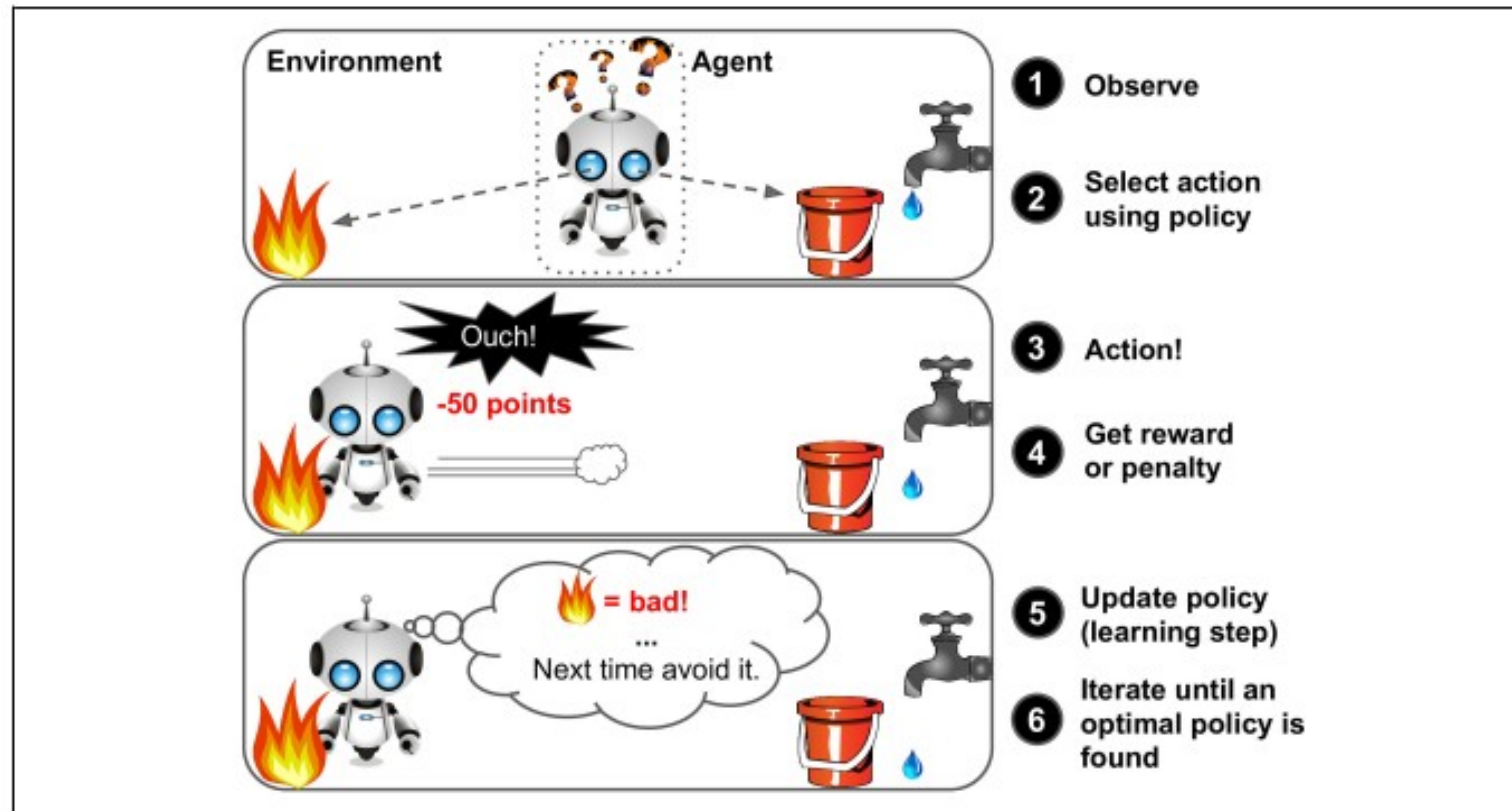 Environment
Agent
1 Observe
2 Select action
using policy
Ouch!
-50 points
3 Action!
4 Get reward
or penalty
= bad!
...
Next time avoid it.
5 Update policy
(learning step)
6 Iterate until an
optimal policy is
found